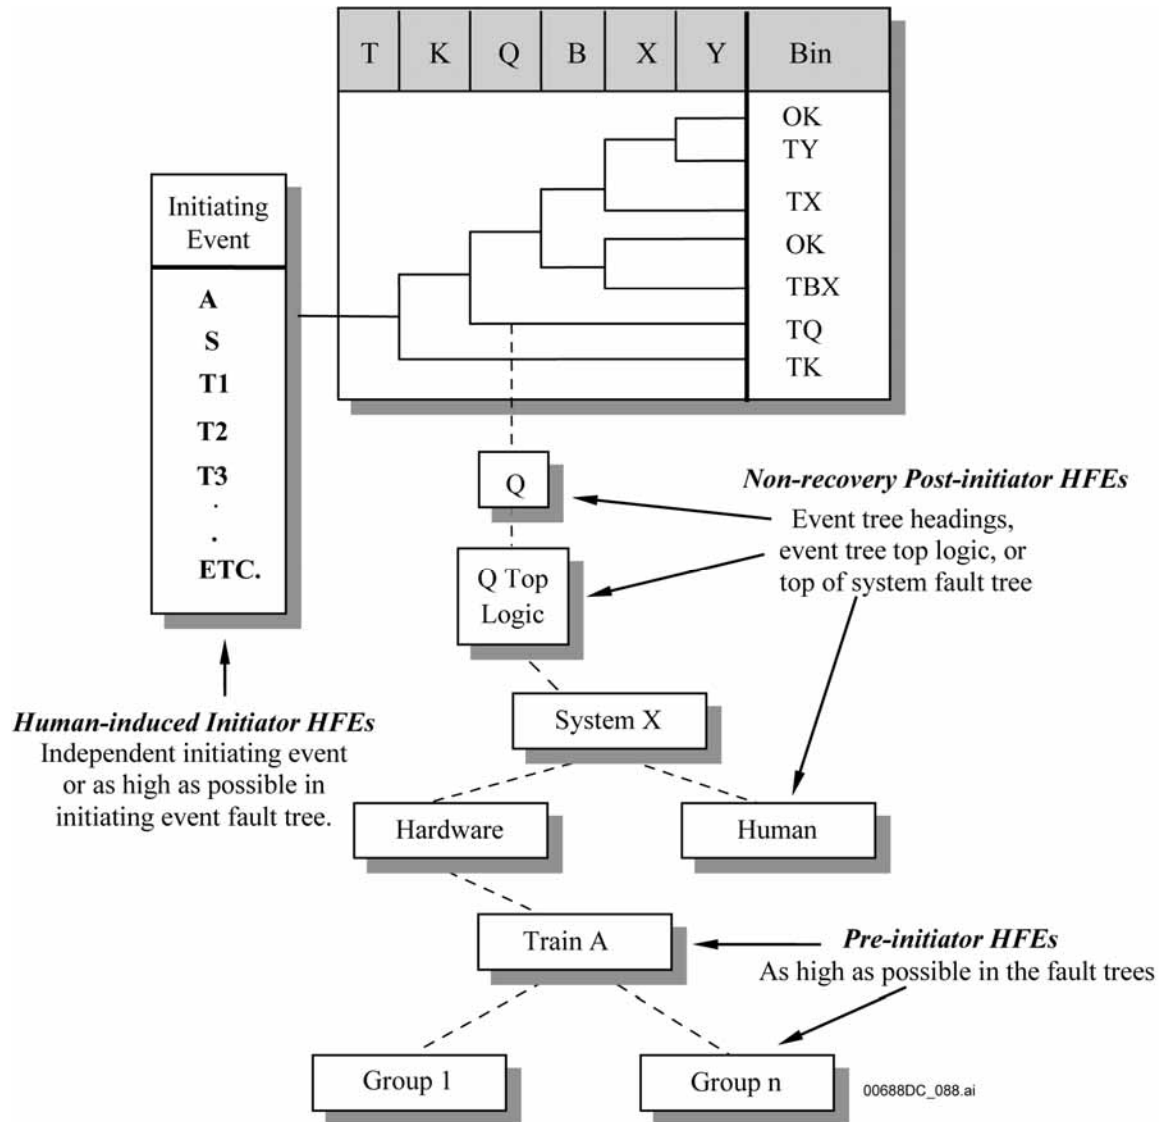 T K Q B X Y Bin
OK
TY
TX
OK
TBX
TQ
TK
Initiating
Event
A
S
T1
T2
T3
.
.
ETC.
Q
Q Top
Logic
Non-recovery Post-initiator HFEs
Event tree headings,
event tree top logic, or
top of system fault tree
Human-induced Initiator HFEs
Independent initiating event
or as high as possible in
initiating event fault tree.
System X
Hardware
Human
Train A
Pre-initiator HFEs
As high as possible in the fault trees
Group 1
Group n
00688DC_088.ai